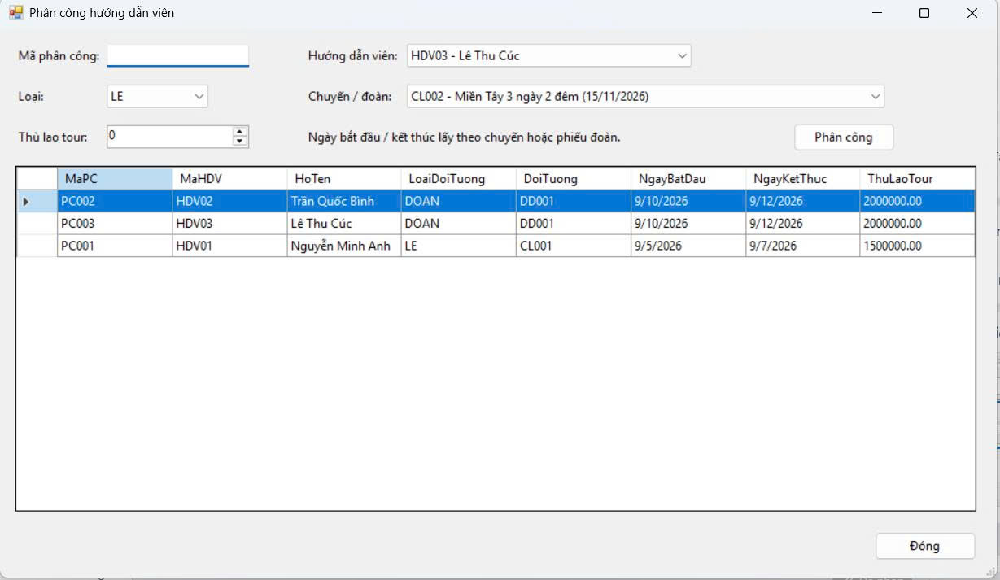 Phân công hướng dẫn viên
Mã phân công: Hướng dẫn viên: HDV03 - Lê Thu Cúc
Loại: LE Chuyến / đoàn: CL002 - Miền Tây 3 ngày 2 đêm (15/11/2026)
Thù lao tour: 0 Ngày bắt đầu / kết thúc lấy theo chuyến hoặc phiếu đoàn. Phân công
MaPC MaHDV HoTen LoaiDoiTuong DoiTuong NgayBatDau NgayKetThuc ThuLaoTour
PC002 HDV02 Trần Quốc Bình DOAN DD001 9/10/2026 9/12/2026 2000000.00
PC003 HDV03 Lê Thu Cúc DOAN DD001 9/10/2026 9/12/2026 2000000.00
PC001 HDV01 Nguyễn Minh Anh LE CL001 9/5/2026 9/7/2026 1500000.00
Đóng